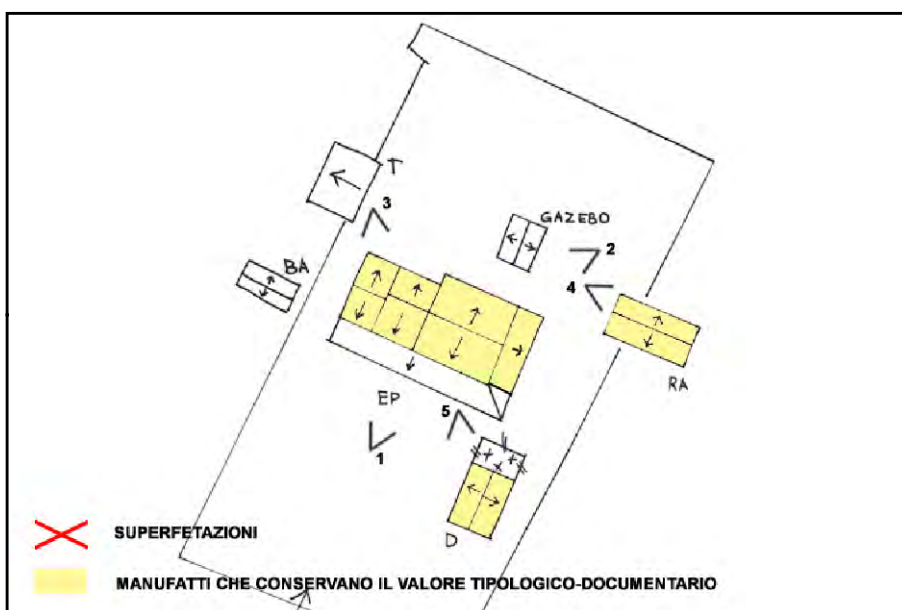 T
3
GAZEBO
2
BA
4
RA
EP
5
1
D
SUPERFETAZIONI
MANUFATTI CHE CONSERVANO IL VALORE TIPOLOGICO-DOCUMENTARIO